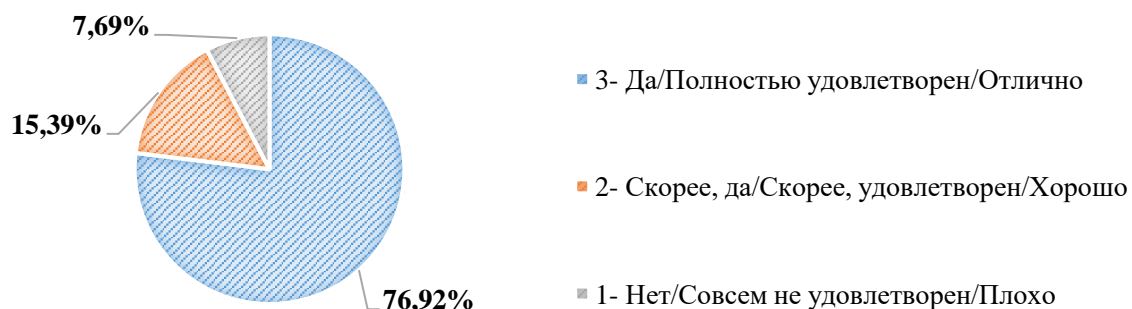 7,69%
15,39%
76,92%
3- Да/Полностью удовлетворен/Отлично
2- Скорее, да/Скорее, удовлетворен/Хорошо
1- Нет/Совсем не удовлетворен/Плохо